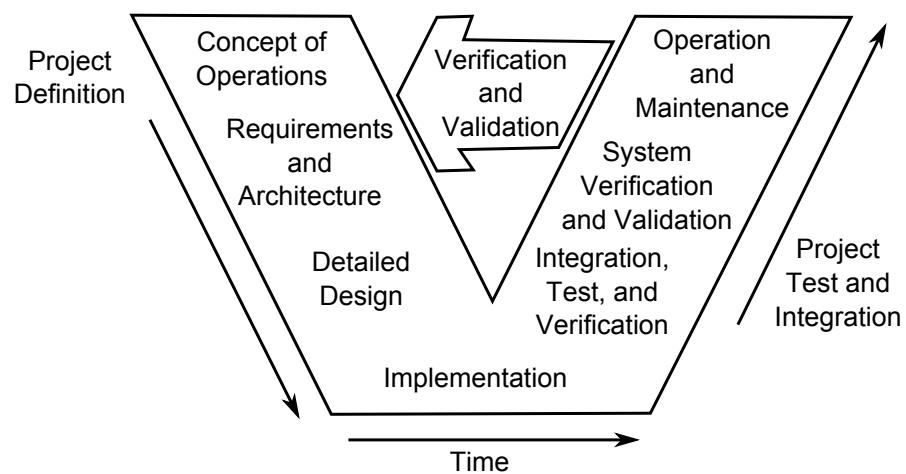 Project
Definition
Concept of
Operations
Requirements
and
Architecture
Detailed
Design
Implementation
Verification
and
Validation
Operation
and
Maintenance
System
Verification
and Validation
Integration,
Test, and
Verification
Project
Test and
Integration
Time